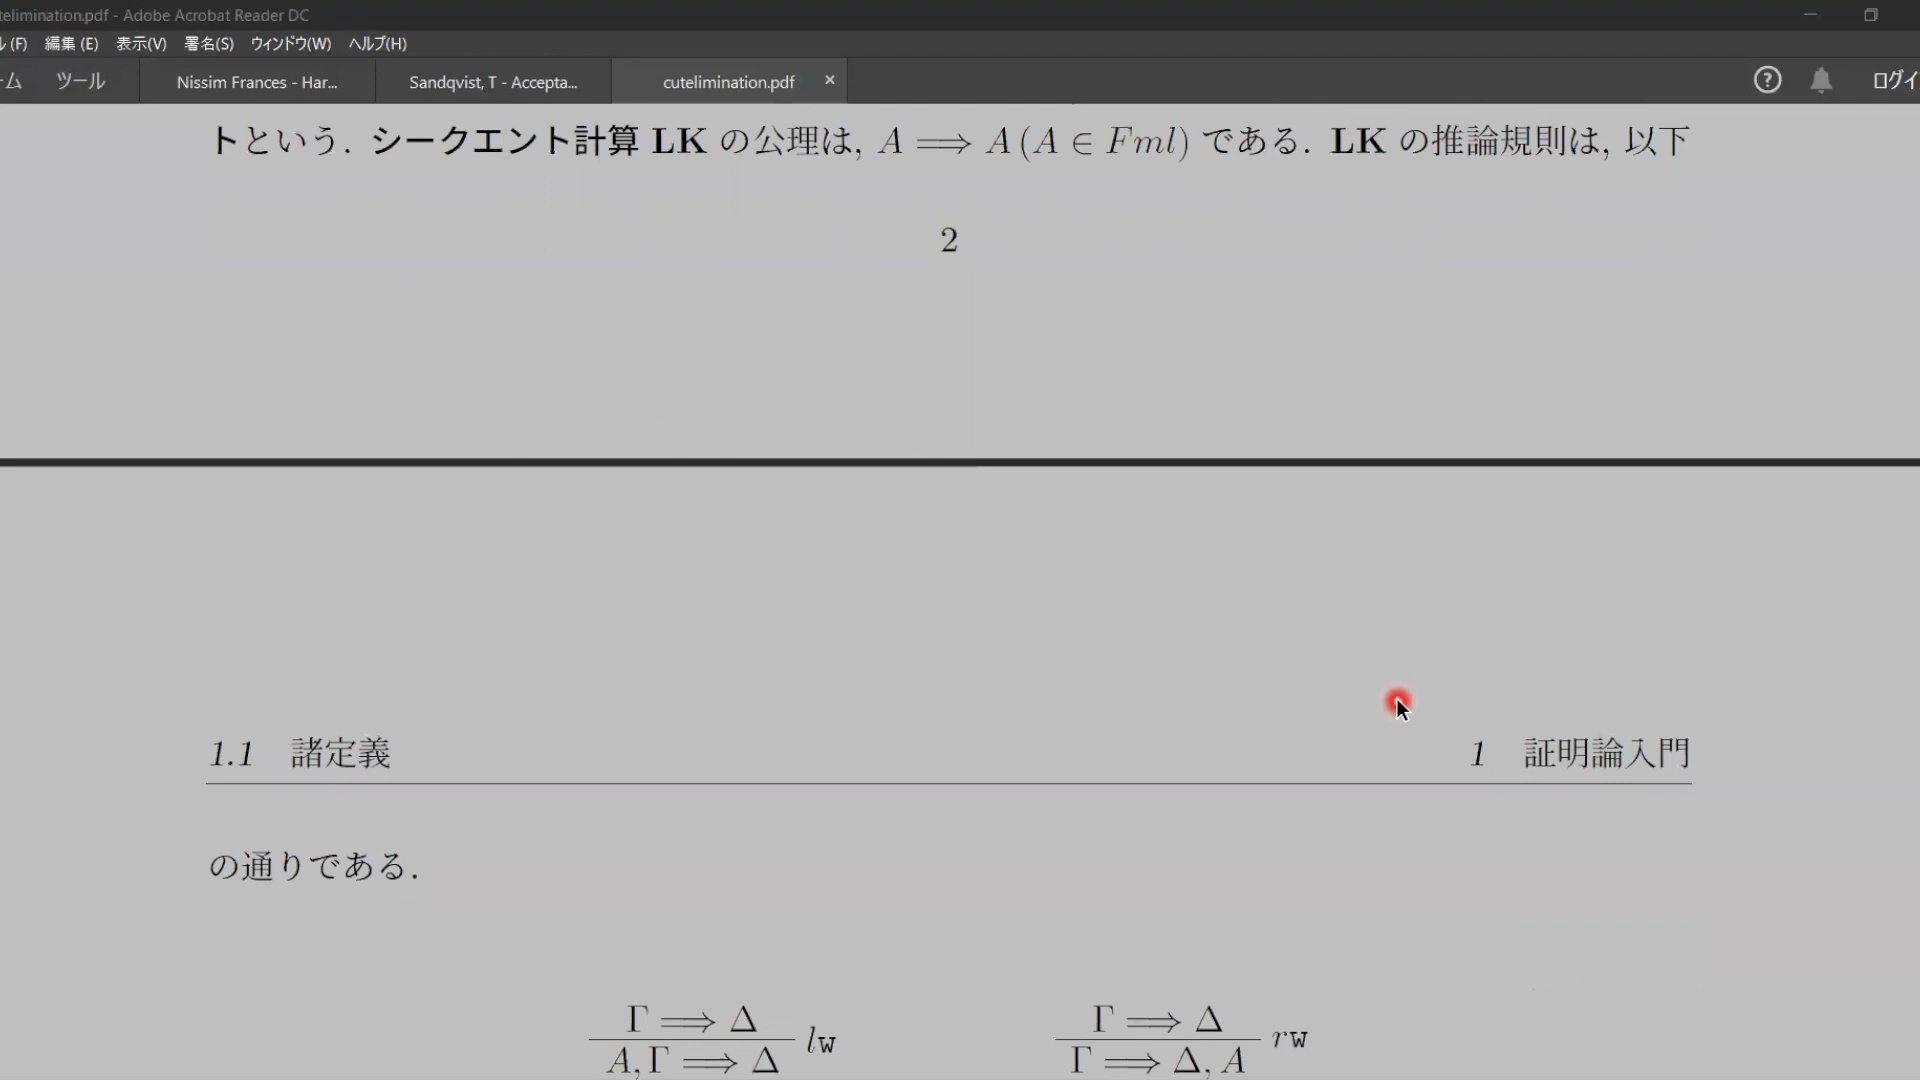 telimination.pdf - Adobe Acrobat Reader DC
ル(F) 編集(E) 表示(V) 署名(S) ウィンドウ(W) ヘルプ(H)
ーム ツール Nissim Frances - Har... Sandqvist, T - Accepta... cutelimination.pdf × ? ログイ
トという. シークエント計算 LK の公理は, A ⟹ A (A ∈ Fml) である. LK の推論規則は, 以下
2
1.1 諸定義 1 証明論入門
の通りである.
Γ ⟹ Δ Γ ⟹ Δ
lw rw
A, Γ ⟹ Δ Γ ⟹ Δ, A